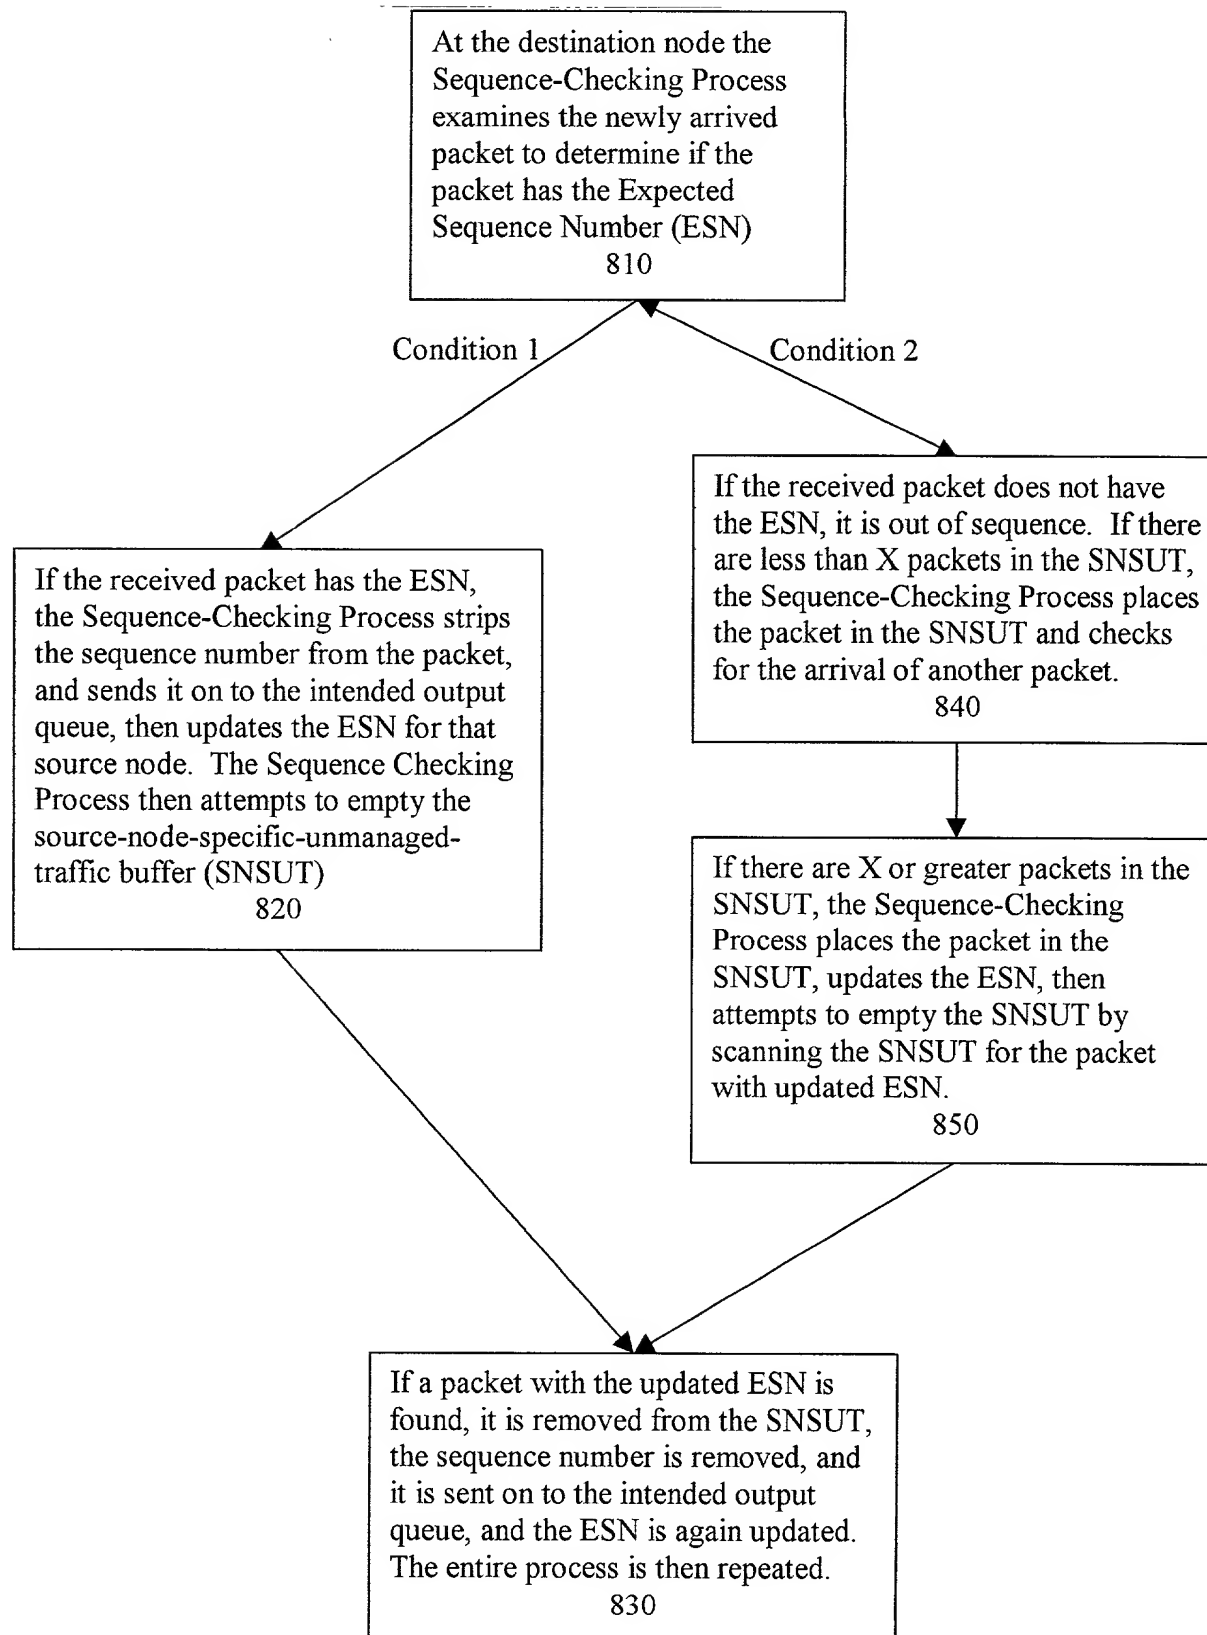 At the destination node the
Sequence-Checking Process
examines the newly arrived
packet to determine if the
packet has the Expected
Sequence Number (ESN)
810
Condition 1
Condition 2
If the received packet has the ESN,
the Sequence-Checking Process strips
the sequence number from the packet,
and sends it on to the intended output
queue, then updates the ESN for that
source node. The Sequence Checking
Process then attempts to empty the
source-node-specific-unmanaged-
traffic buffer (SNSUT)
820
If the received packet does not have
the ESN, it is out of sequence. If there
are less than X packets in the SNSUT,
the Sequence-Checking Process places
the packet in the SNSUT and checks
for the arrival of another packet.
840
If there are X or greater packets in the
SNSUT, the Sequence-Checking
Process places the packet in the
SNSUT, updates the ESN, then
attempts to empty the SNSUT by
scanning the SNSUT for the packet
with updated ESN.
850
If a packet with the updated ESN is
found, it is removed from the SNSUT,
the sequence number is removed, and
it is sent on to the intended output
queue, and the ESN is again updated.
The entire process is then repeated.
830